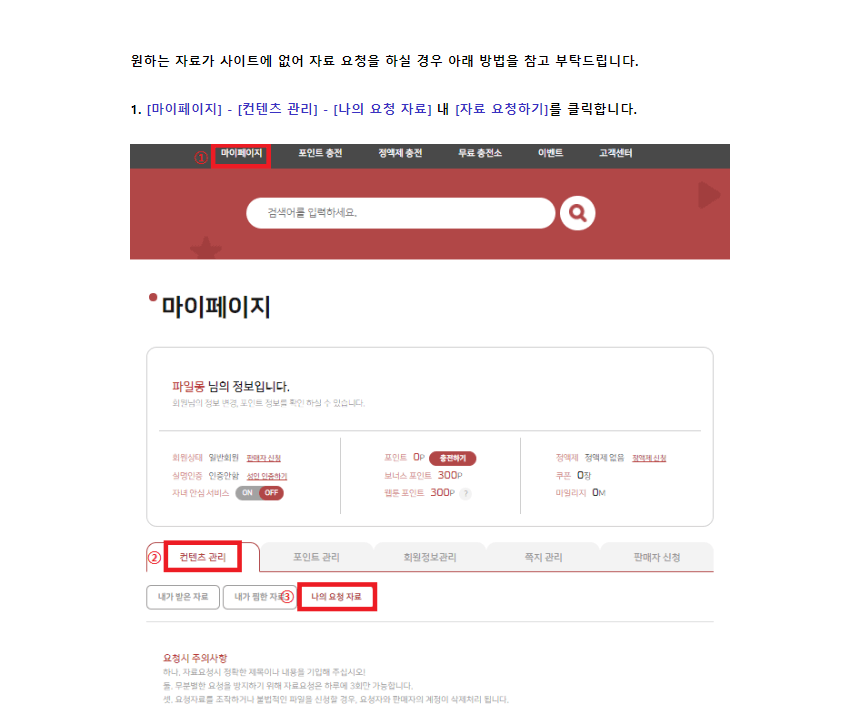 원하는 자료가 사이트에 없어 자료 요청을 하실 경우 아래 방법을 참고 부탁드립니다.
1. [마이페이지] - [컨텐츠 관리] - [나의 요청 자료] 내 [자료 요청하기]를 클릭합니다.
① 마이페이지 포인트 충전 정액제 충전 무료 충전소 이벤트 고객센터
검색어를 입력하세요.
마이페이지
파일몽 님의 정보입니다.
회원님의 정보 변경, 포인트 정보를 확인 하실 수 있습니다.
회원상태 일반회원 판매자 신청 포인트 0P 충전하기 정액제 정액제 없음 정액제 신청
실명인증 인증안함 성인 인증하기 보너스 포인트 300P 쿠폰 0장
자녀 안심 서비스 ON OFF 웹툰 포인트 300P ? 마일리지 0M
② 컨텐츠 관리 포인트 관리 회원정보관리 쪽지 관리 판매자 신청
내가 받은 자료 내가 찜한 자료 ③ 나의 요청 자료
요청시 주의사항
하나, 자료요청시 정확한 제목이나 내용을 기입해 주십시오!
둘, 무분별한 요청을 방지하기 위해 자료요청은 하루에 3회만 가능합니다.
셋, 요청자료를 조작하거나 불법적인 파일을 신청할 경우, 요청자와 판매자의 계정이 삭제처리 됩니다.